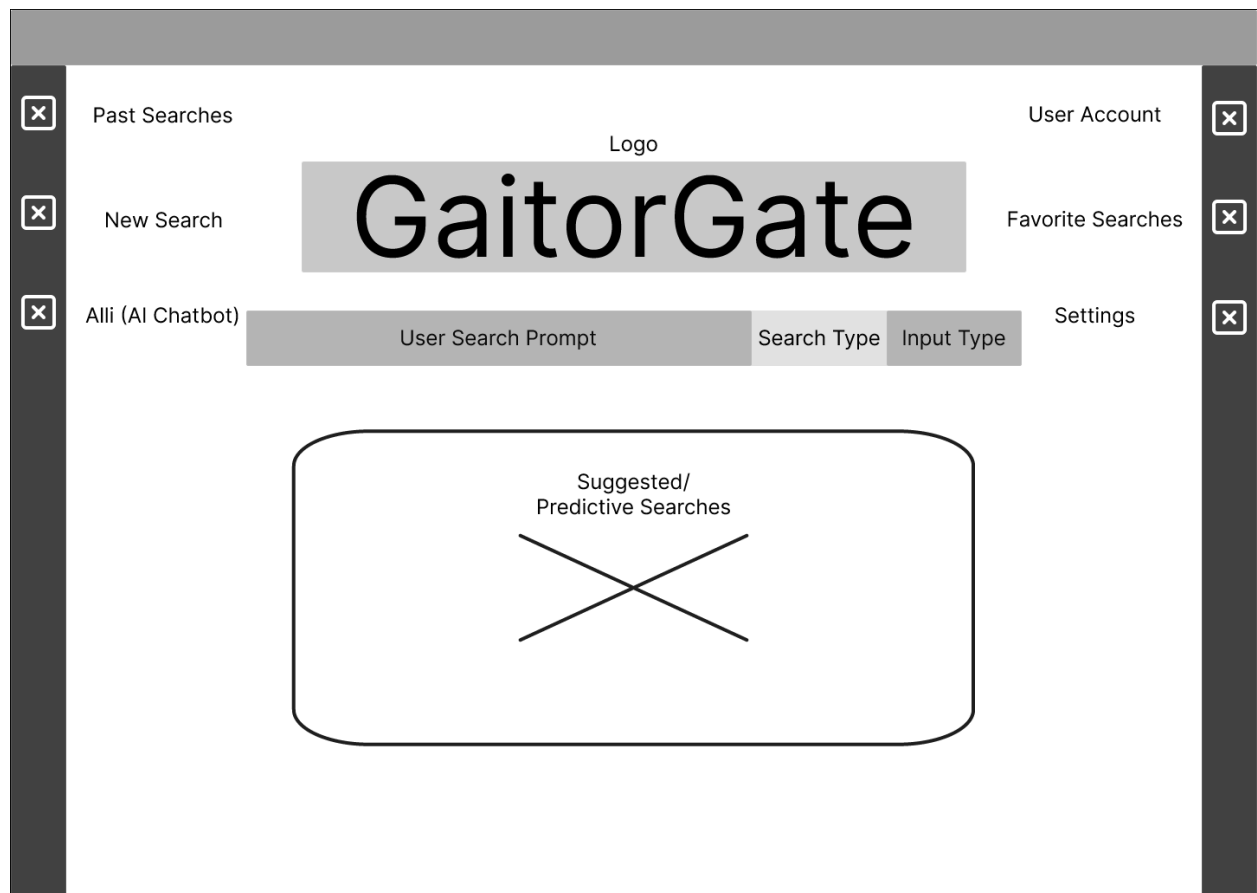 Past Searches
User Account
Logo
GaitorGate
New Search
Favorite Searches
Alli (AI Chatbot)
Settings
User Search Prompt
Search Type
Input Type
Suggested/
Predictive Searches